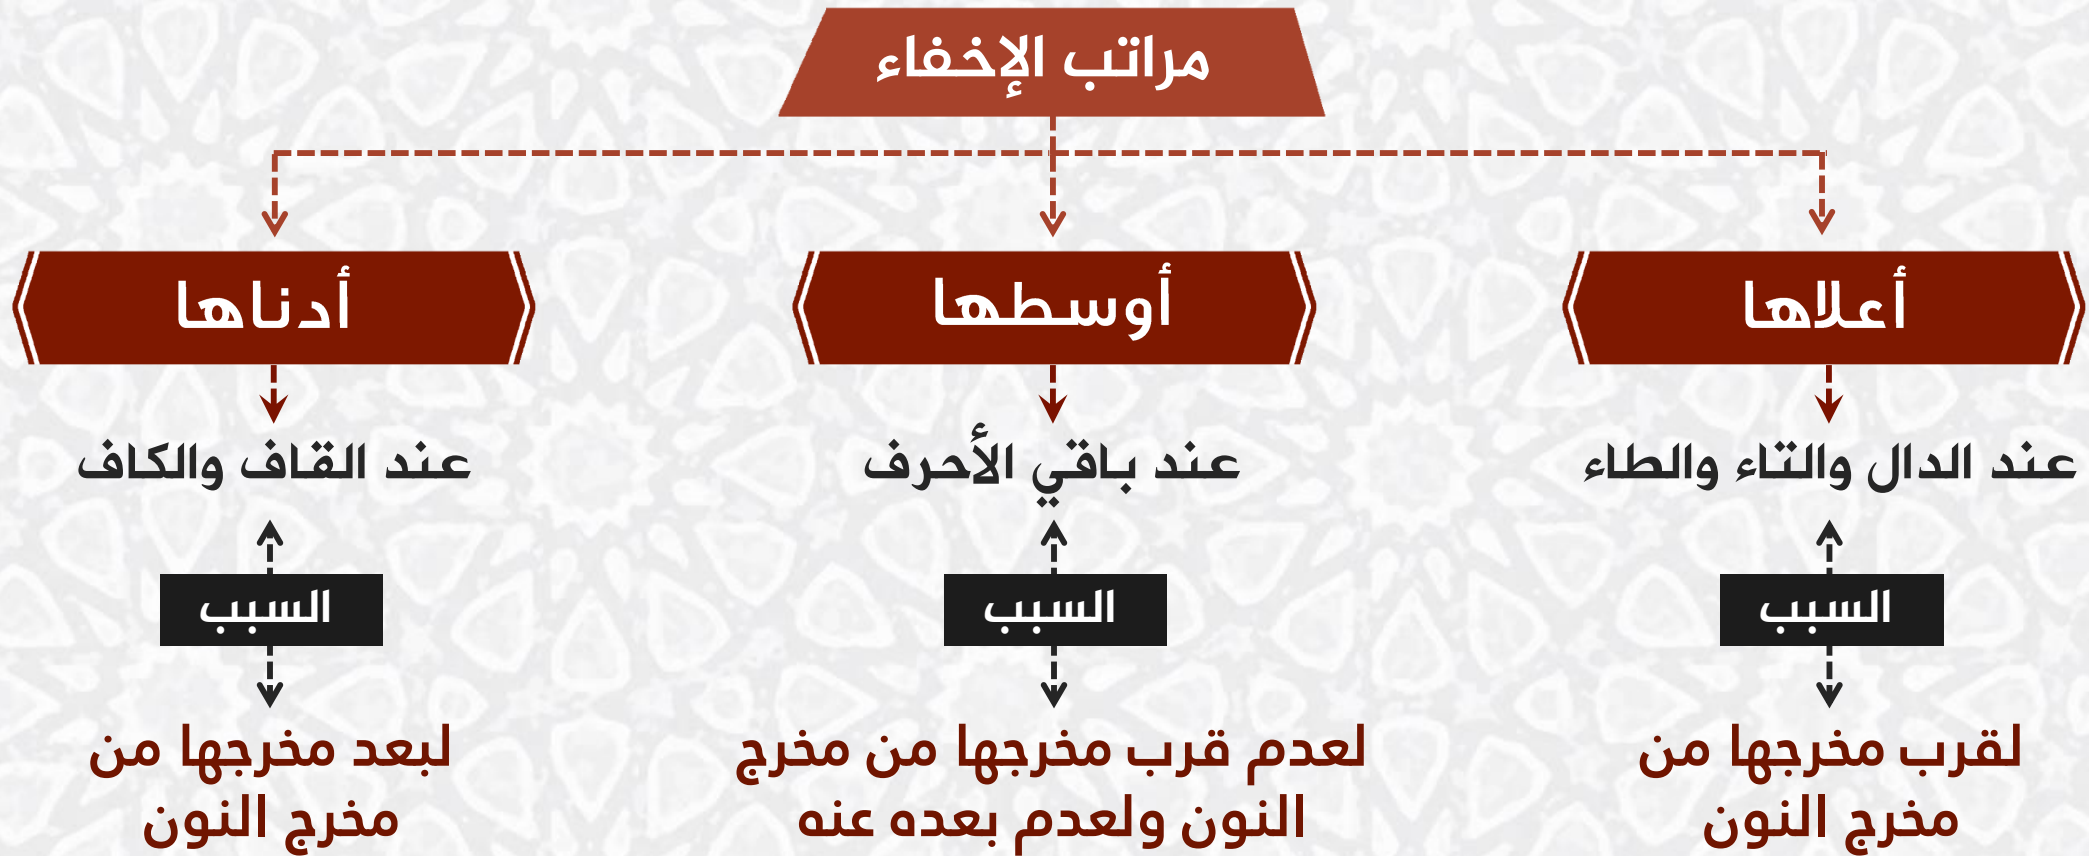 مراتب الإخفاء
أعلاها
أوسطها
أدناها
عند الدال والتاء والطاء
عند باقي الأحرف
عند القاف والكاف
السبب
السبب
السبب
لقرب مخرجها من
مخرج النون
لعدم قرب مخرجها من مخرج
النون ولعدم بعده عنه
لبعد مخرجها من
مخرج النون